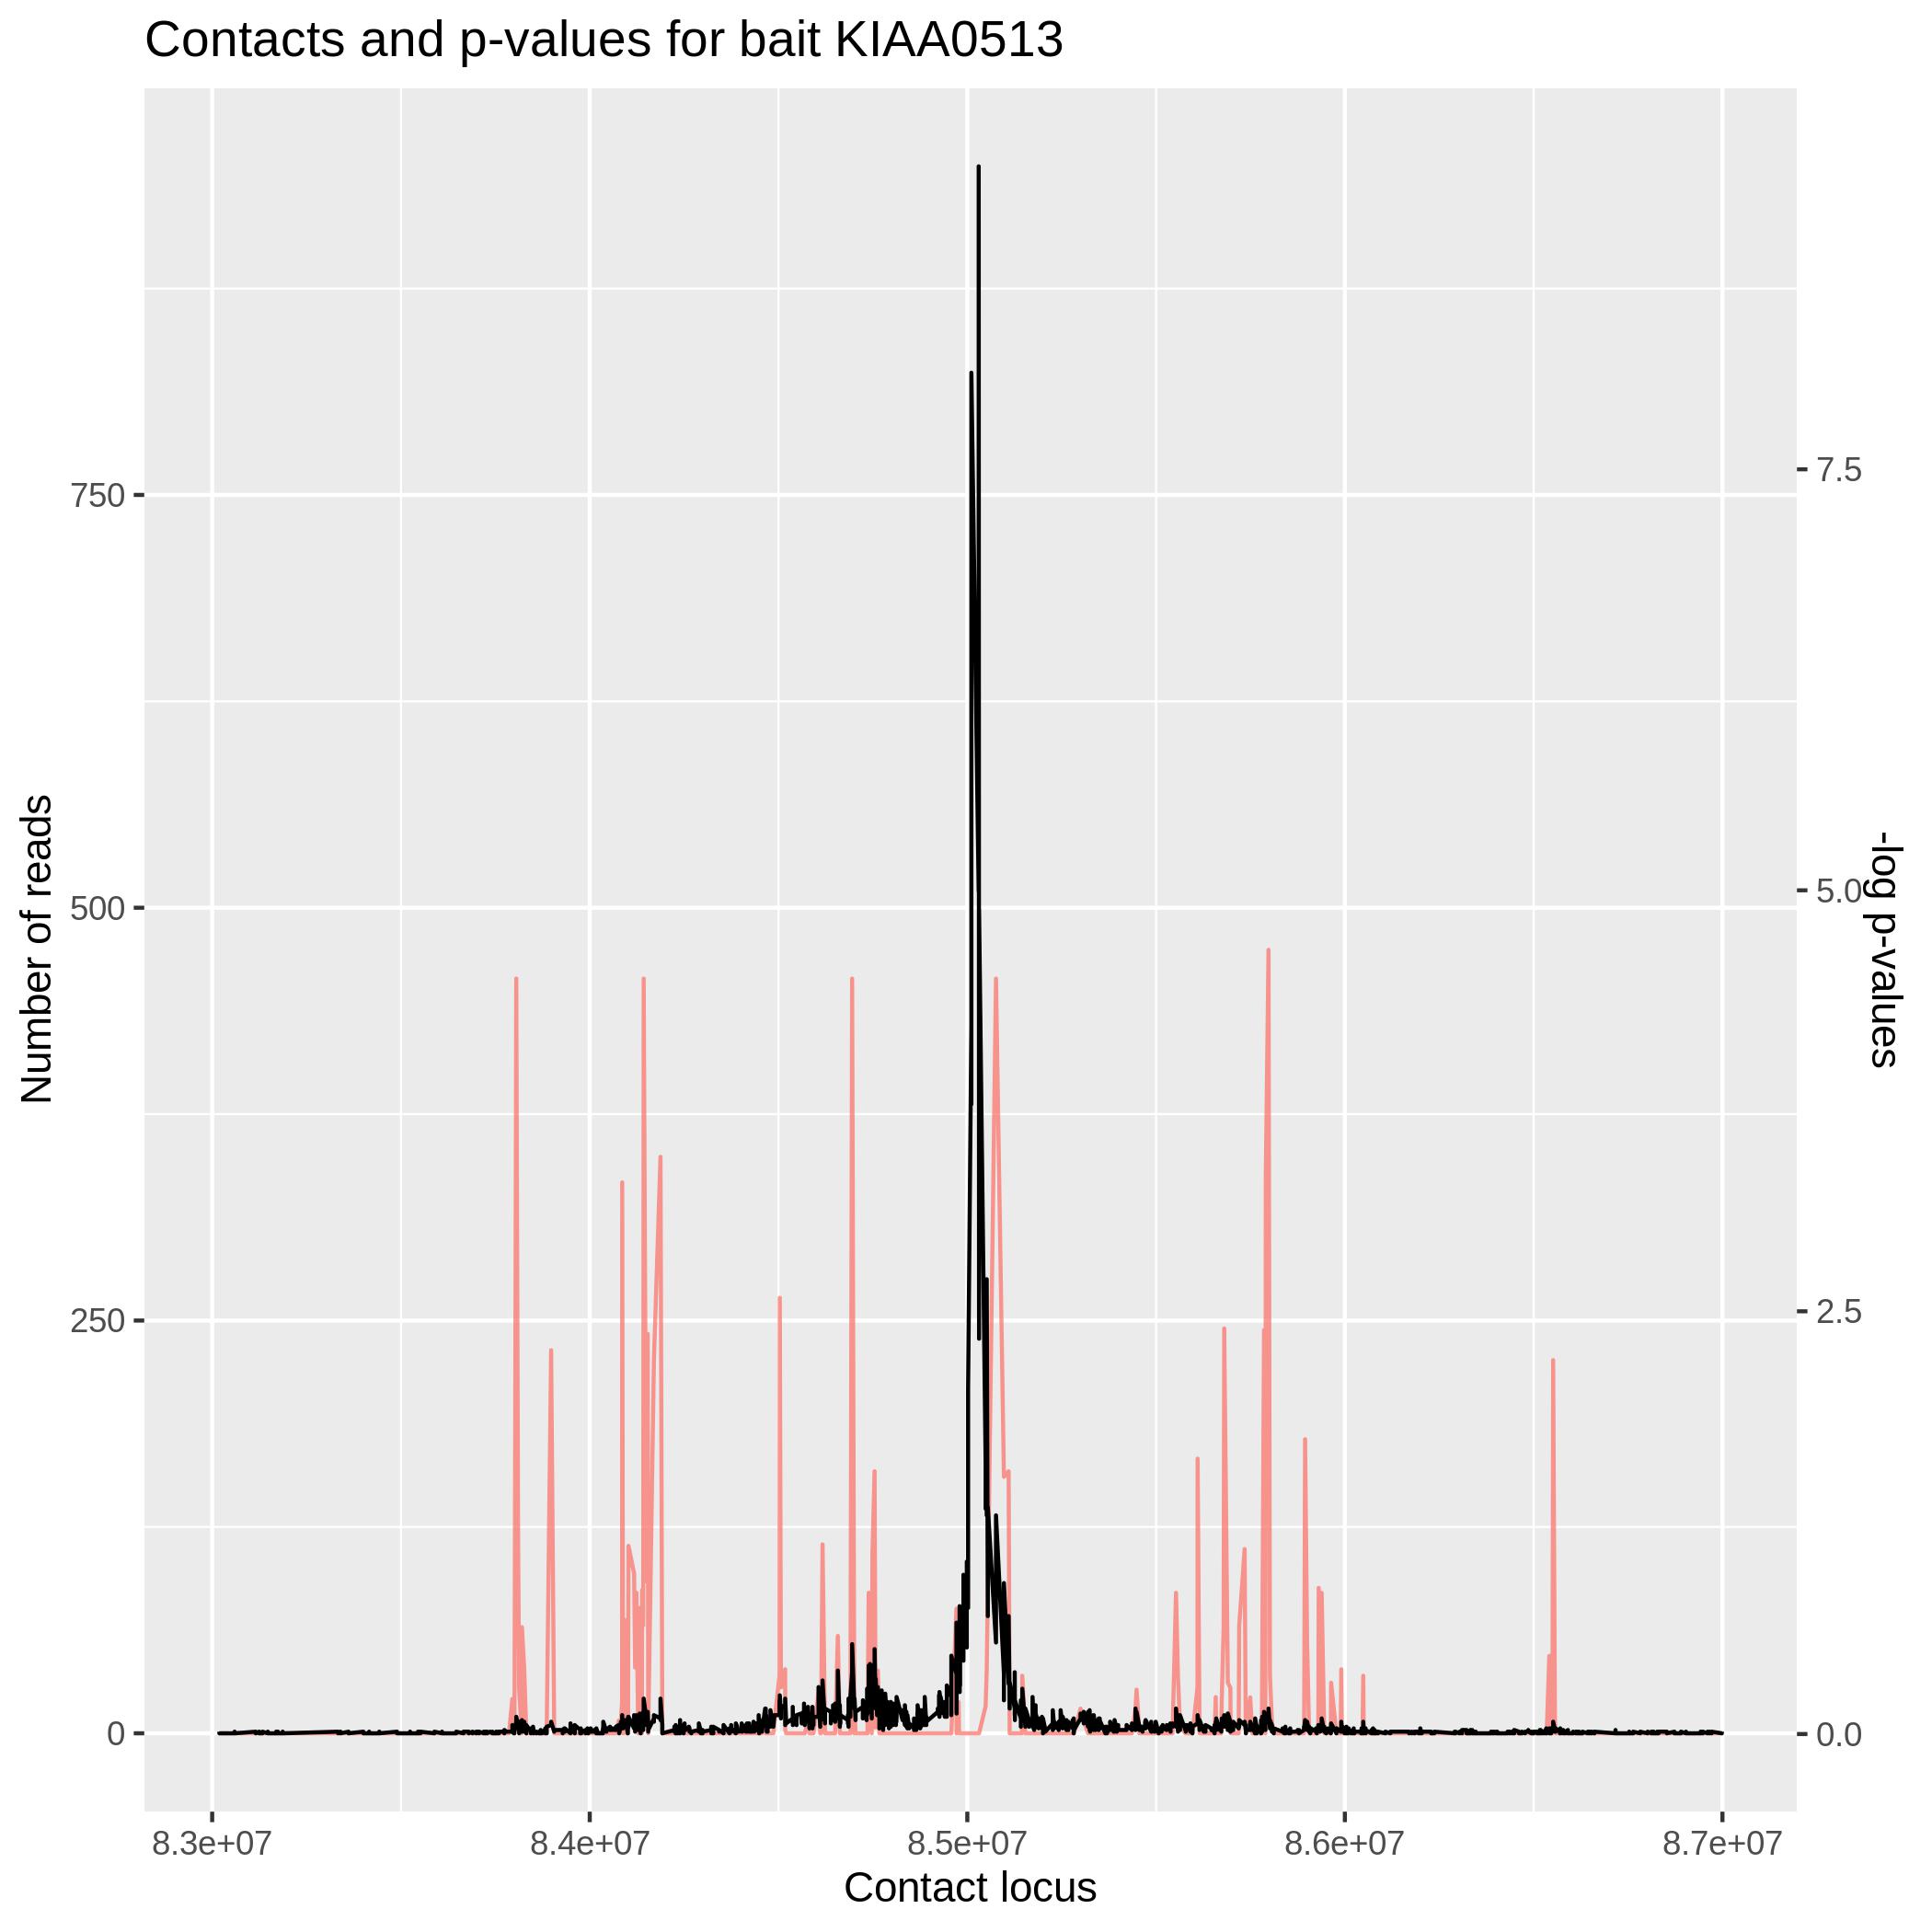 Contacts and p-values for bait KIAA0513
Number of reads
750
500
250
0
7.5
5.0
2.5
0.0
-log p-values
8.3e+07
8.4e+07
8.5e+07
8.6e+07
8.7e+07
Contact locus